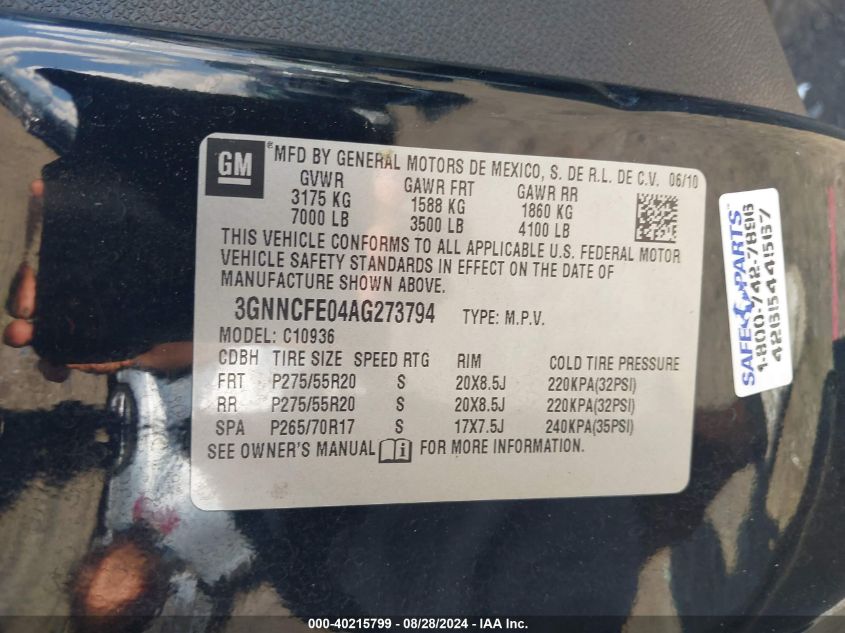 GM
® MFD BY GENERAL MOTORS DE MEXICO, S. DE R.L. DE C.V. 06/10
GVWR GAWR FRT GAWR RR
3175 KG 1588 KG 1860 KG
7000 LB 3500 LB 4100 LB
THIS VEHICLE CONFORMS TO ALL APPLICABLE U.S. FEDERAL MOTOR
VEHICLE SAFETY STANDARDS IN EFFECT ON THE DATE OF
MANUFACTURE SHOWN ABOVE.
3GNNCFE04AG273794 TYPE: M.P.V.
MODEL: C10936
CDBH TIRE SIZE SPEED RTG RIM COLD TIRE PRESSURE
FRT P275/55R20 S 20X8.5J 220KPA(32PSI)
RR P275/55R20 S 20X8.5J 220KPA(32PSI)
SPA P265/70R17 S 17X7.5J 240KPA(35PSI)
SEE OWNER'S MANUAL i FOR MORE INFORMATION.
SAFE PARTS™
1-800-742-7896
4261544567
000-40215799 - 08/28/2024 - IAA Inc.